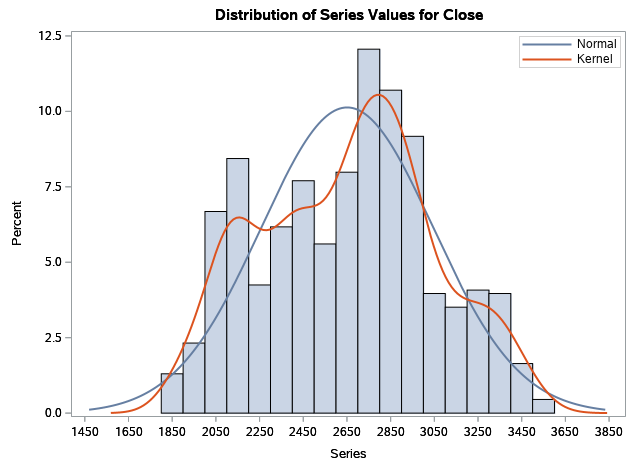 Distribution of Series Values for Close
12.5
10.0
7.5
5.0
2.5
0.0
Percent
Normal
Kernel
1450 1650 1850 2050 2250 2450 2650 2850 3050 3250 3450 3650 3850
Series